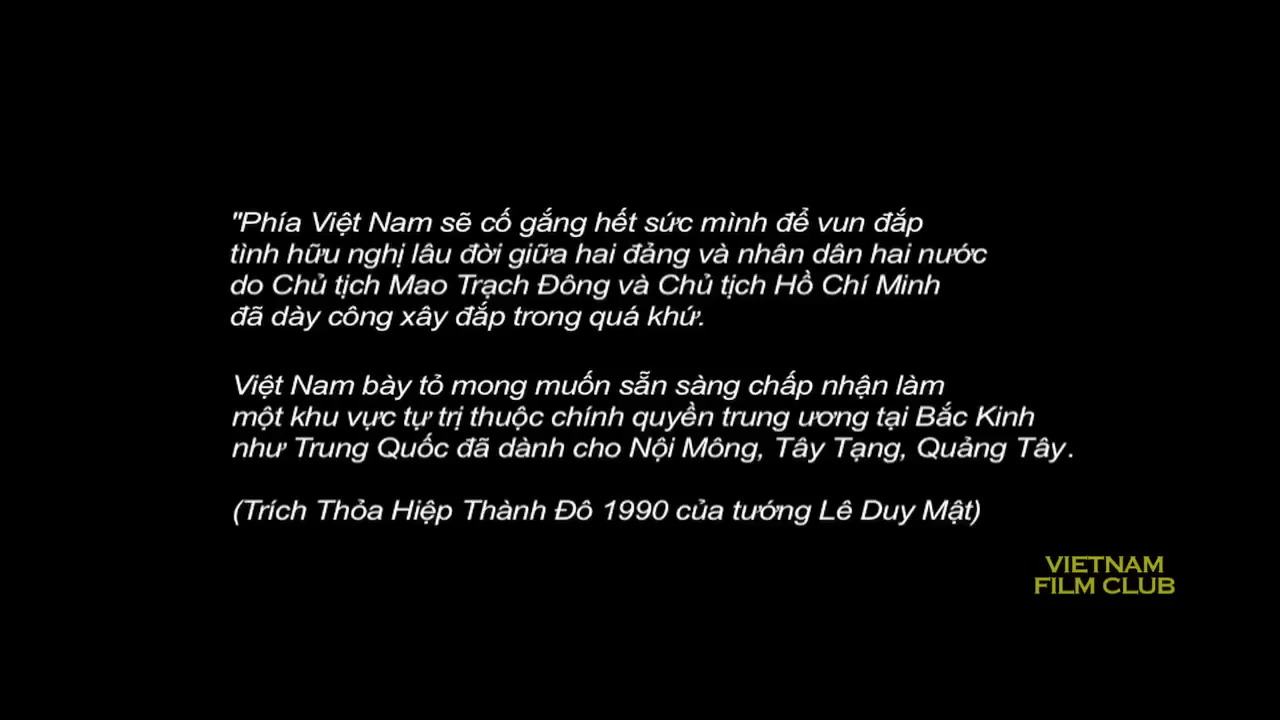 "Phía Việt Nam sẽ cố gắng hết sức mình để vun đắp
tình hữu nghị lâu đời giữa hai đảng và nhân dân hai nước
do Chủ tịch Mao Trạch Đông và Chủ tịch Hồ Chí Minh
đã dày công xây đắp trong quá khứ.
Việt Nam bày tỏ mong muốn sẵn sàng chấp nhận làm
một khu vực tự trị thuộc chính quyền trung ương tại Bắc Kinh
như Trung Quốc đã dành cho Nội Mông, Tây Tạng, Quảng Tây.
(Trích Thỏa Hiệp Thành Đô 1990 của tướng Lê Duy Mật)
VIETNAM
FILM CLUB